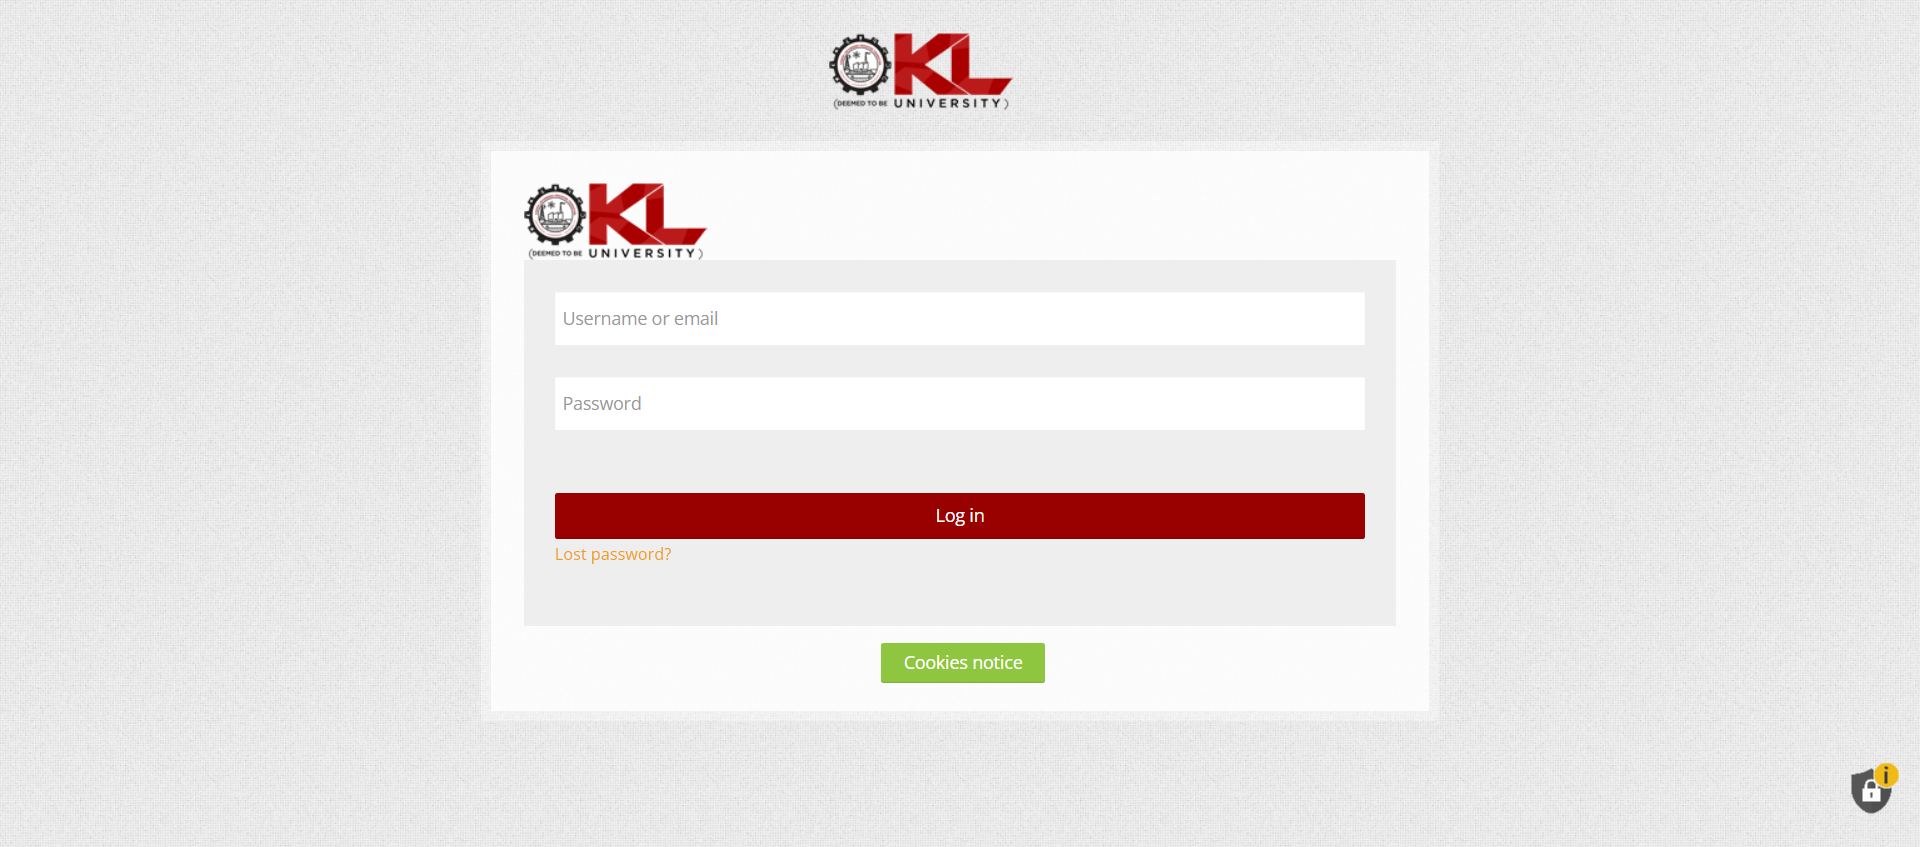 KL
(DEEMED TO BE UNIVERSITY)
KL
(DEEMED TO BE UNIVERSITY)
Username or email
Password
Log in
Lost password?
Cookies notice
i